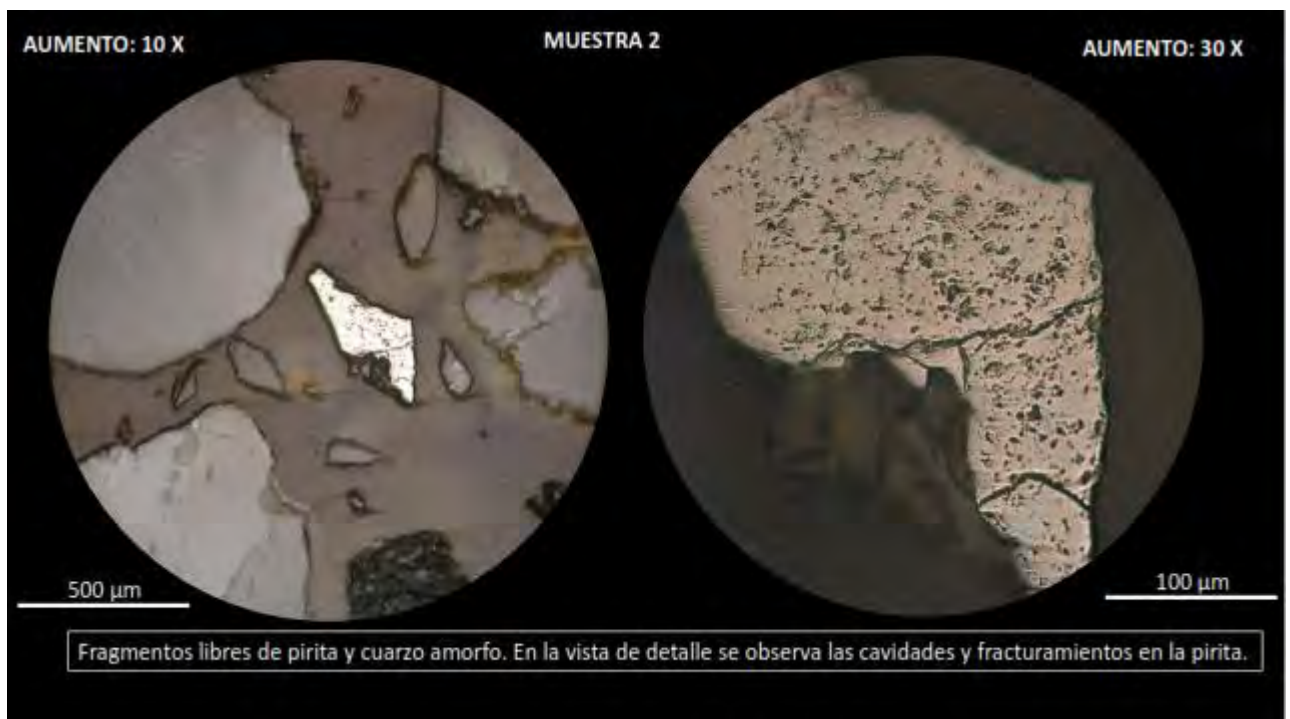 AUMENTO: 10 X
MUESTRA 2
AUMENTO: 30 X
500 µm
100 µm
Fragmentos libres de pirita y cuarzo amorfo. En la vista de detalle se observa las cavidades y fracturamientos en la pirita.